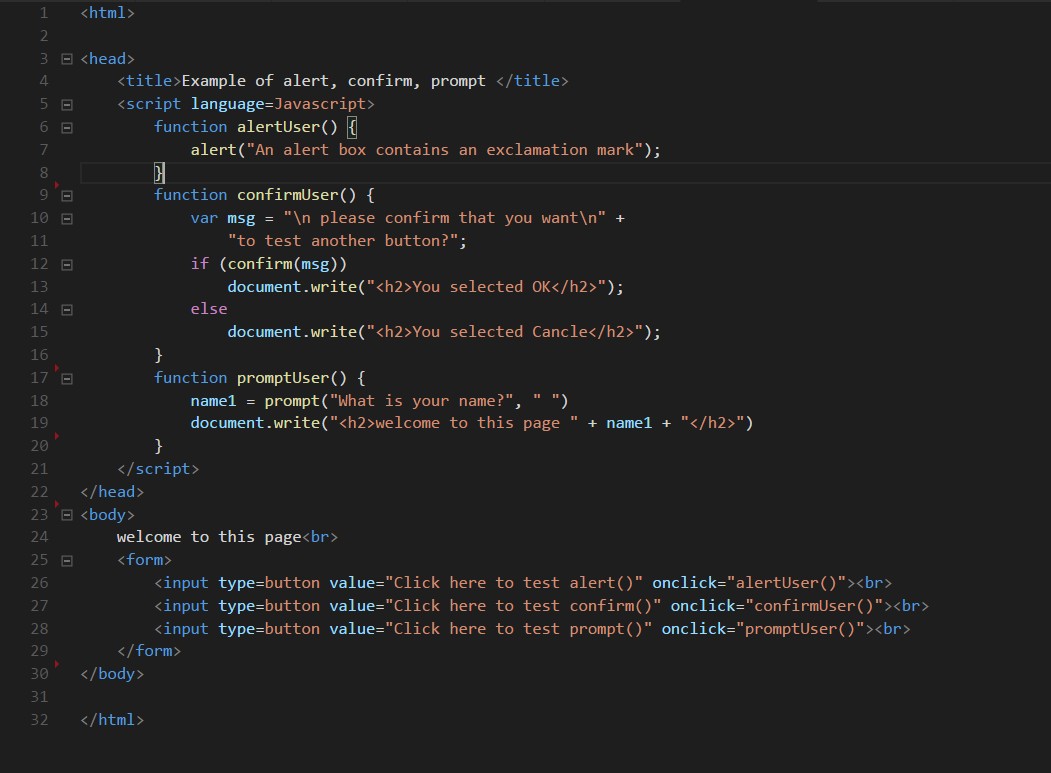 1 <html>
2
3 <head>
4 <title>Example of alert, confirm, prompt </title>
5 <script language=Javascript>
6 function alertUser() {
7 alert("An alert box contains an exclamation mark");
8 }
9 function confirmUser() {
10 var msg = "\n please confirm that you want\n" +
11 "to test another button?";
12 if (confirm(msg))
13 document.write("<h2>You selected OK</h2>");
14 else
15 document.write("<h2>You selected Cancle</h2>");
16 }
17 function promptUser() {
18 name1 = prompt("What is your name?", " ")
19 document.write("<h2>welcome to this page " + name1 + "</h2>")
20 }
21 </script>
22 </head>
23 <body>
24 welcome to this page<br>
25 <form>
26 <input type=button value="Click here to test alert()" onclick="alertUser()"><br>
27 <input type=button value="Click here to test confirm()" onclick="confirmUser()"><br>
28 <input type=button value="Click here to test prompt()" onclick="promptUser()"><br>
29 </form>
30 </body>
31
32 </html>